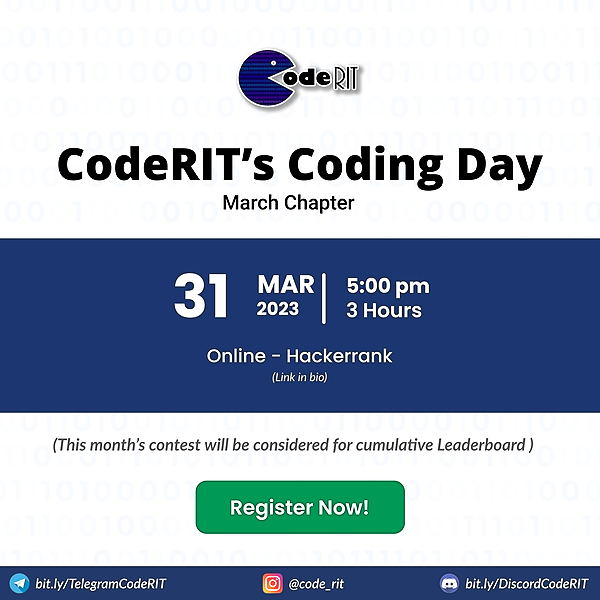 CodeRIT
CodeRIT's Coding Day
March Chapter
31 MAR 2023
5:00 pm
3 Hours
Online - Hackerrank
(Link in bio)
(This month's contest will be considered for cumulative Leaderboard )
Register Now!
bit.ly/TelegramCodeRIT @code_rit bit.ly/DiscordCodeRIT